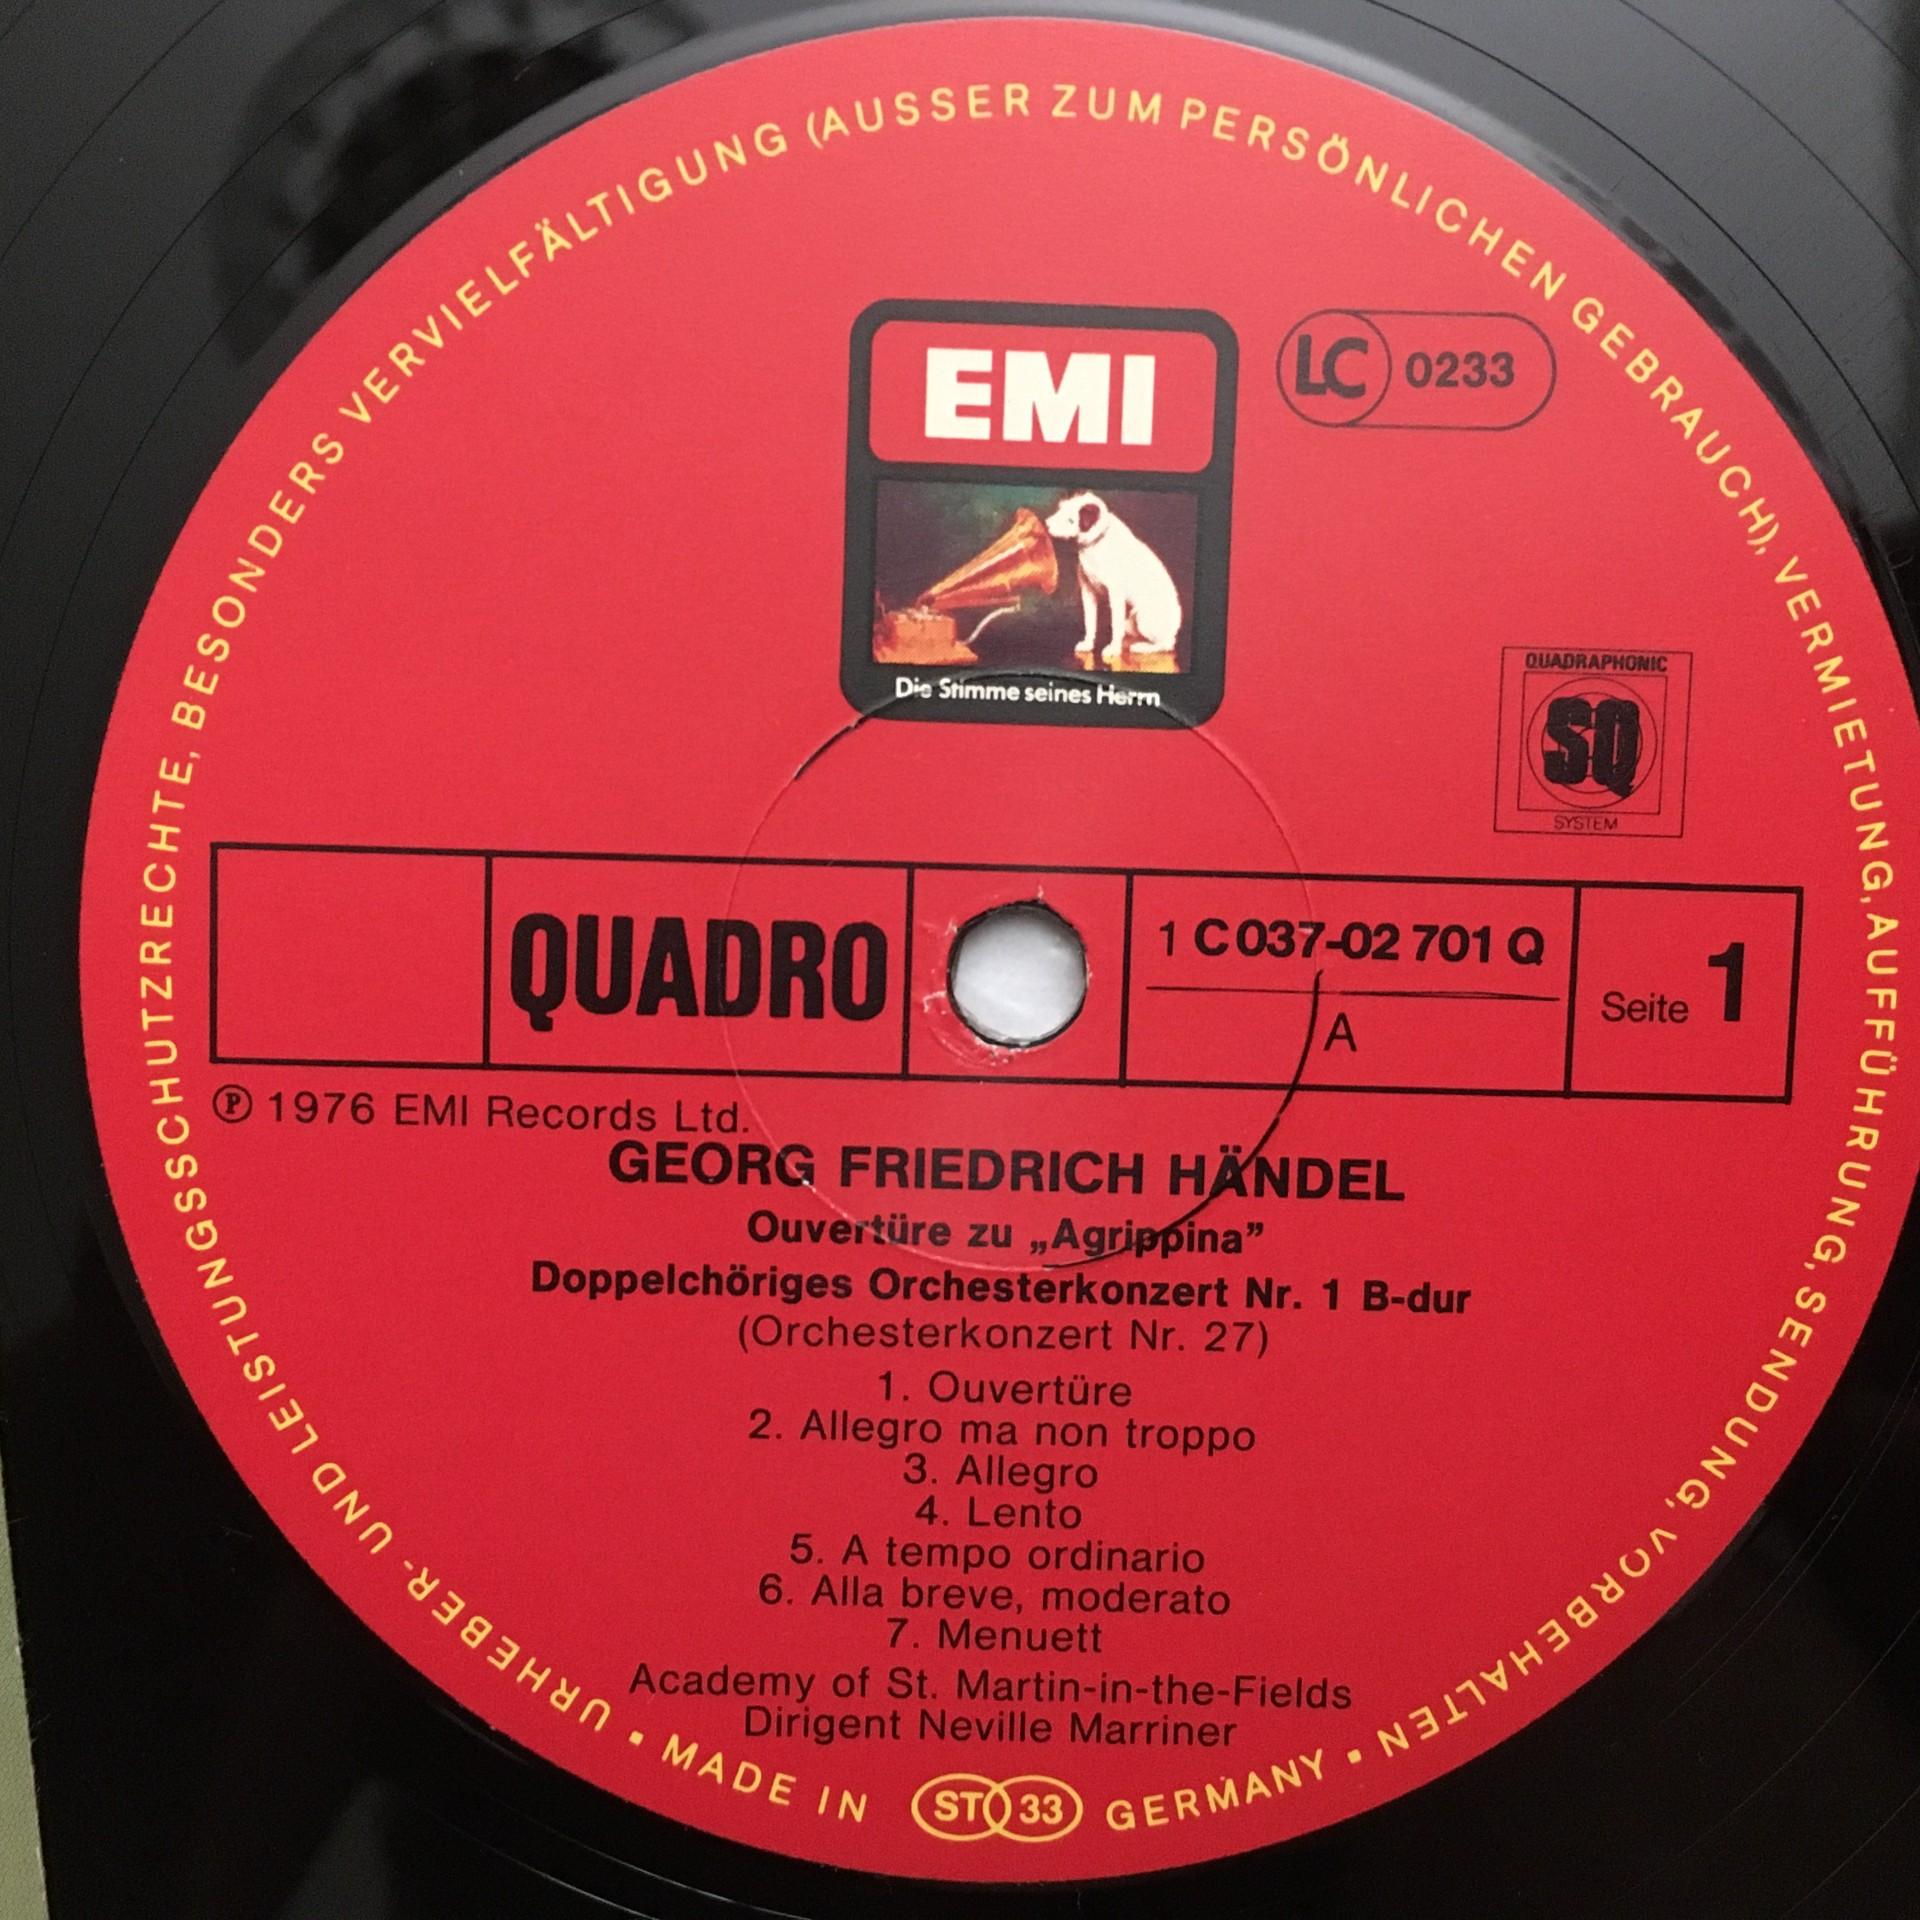 URHEBER- UND LEISTUNGSSCHUTZRECHTE, BESONDERS VERVIELFÄLTIGUNG (AUSSER ZUM PERSÖNLICHEN GEBRAUCH), VERMIETUNG, AUFFÜHRUNG, SENDUNG, VORBEHALTEN
EMI
LC 0233
Die Stimme seines Herrn
QUADRAPHONIC
SQ
SYSTEM
QUADRO
1 C 037-02 701 Q
A
Seite 1
℗ 1976 EMI Records Ltd.
GEORG FRIEDRICH HÄNDEL
Ouvertüre zu „Agrippina”
Doppelchöriges Orchesterkonzert Nr. 1 B-dur
(Orchesterkonzert Nr. 27)
1. Ouvertüre
2. Allegro ma non troppo
3. Allegro
4. Lento
5. A tempo ordinario
6. Alla breve, moderato
7. Menuett
Academy of St. Martin-in-the-Fields
Dirigent Neville Marriner
• MADE IN ST 33 GERMANY •